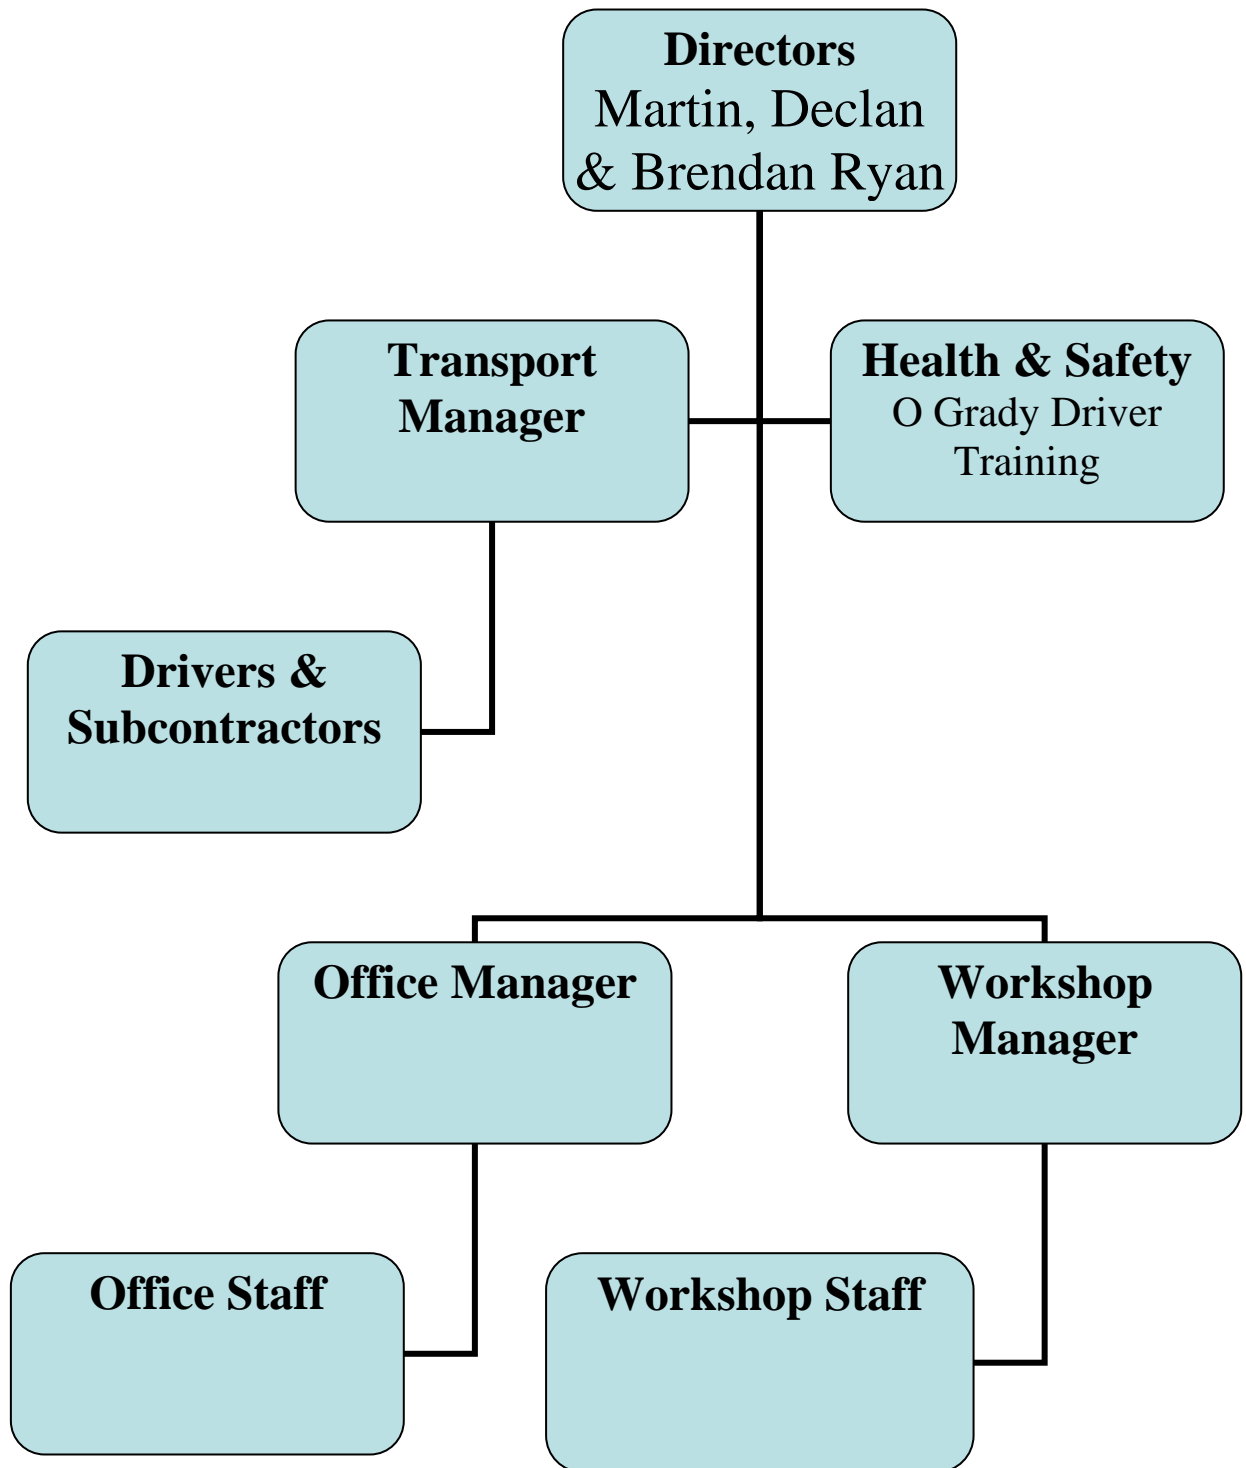 Directors
Martin, Declan
& Brendan Ryan
Transport
Manager
Health & Safety
O Grady Driver
Training
Drivers &
Subcontractors
Office Manager
Workshop
Manager
Office Staff
Workshop Staff